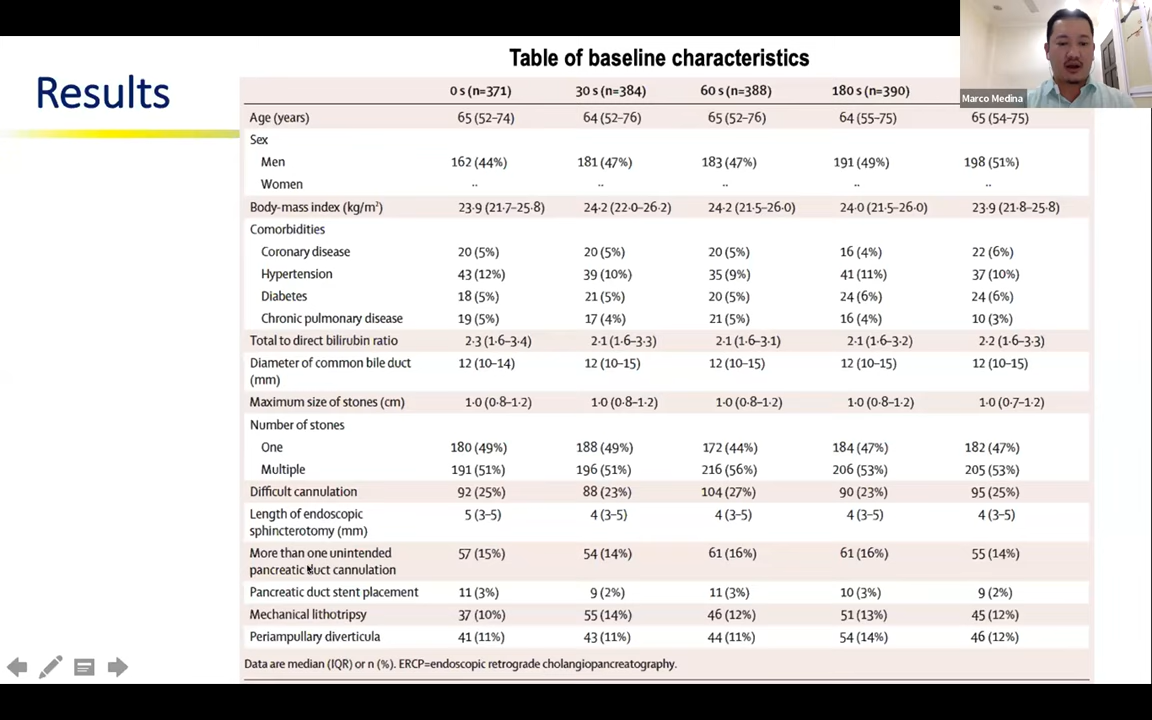 Results
Table of baseline characteristics
0 s (n=371) 30 s (n=384) 60 s (n=388) 180 s (n=390)
Marco Medina
Age (years) 65 (52–74) 64 (52–76) 65 (52–76) 64 (55–75) 65 (54–75)
Sex
Men 162 (44%) 181 (47%) 183 (47%) 191 (49%) 198 (51%)
Women ·· ·· ·· ·· ··
Body-mass index (kg/m²) 23·9 (21·7–25·8) 24·2 (22·0–26·2) 24·2 (21·5–26·0) 24·0 (21·5–26·0) 23·9 (21·8–25·8)
Comorbidities
Coronary disease 20 (5%) 20 (5%) 20 (5%) 16 (4%) 22 (6%)
Hypertension 43 (12%) 39 (10%) 35 (9%) 41 (11%) 37 (10%)
Diabetes 18 (5%) 21 (5%) 20 (5%) 24 (6%) 24 (6%)
Chronic pulmonary disease 19 (5%) 17 (4%) 21 (5%) 16 (4%) 10 (3%)
Total to direct bilirubin ratio 2·3 (1·6–3·4) 2·1 (1·6–3·3) 2·1 (1·6–3·1) 2·1 (1·6–3·2) 2·2 (1·6–3·3)
Diameter of common bile duct 12 (10–14) 12 (10–15) 12 (10–15) 12 (10–15) 12 (10–15)
(mm)
Maximum size of stones (cm) 1·0 (0·8–1·2) 1·0 (0·8–1·2) 1·0 (0·8–1·2) 1·0 (0·8–1·2) 1·0 (0·7–1·2)
Number of stones
One 180 (49%) 188 (49%) 172 (44%) 184 (47%) 182 (47%)
Multiple 191 (51%) 196 (51%) 216 (56%) 206 (53%) 205 (53%)
Difficult cannulation 92 (25%) 88 (23%) 104 (27%) 90 (23%) 95 (25%)
Length of endoscopic 5 (3–5) 4 (3–5) 4 (3–5) 4 (3–5) 4 (3–5)
sphincterotomy (mm)
More than one unintended 57 (15%) 54 (14%) 61 (16%) 61 (16%) 55 (14%)
pancreatic duct cannulation
Pancreatic duct stent placement 11 (3%) 9 (2%) 11 (3%) 10 (3%) 9 (2%)
Mechanical lithotripsy 37 (10%) 55 (14%) 46 (12%) 51 (13%) 45 (12%)
Periampullary diverticula 41 (11%) 43 (11%) 44 (11%) 54 (14%) 46 (12%)
Data are median (IQR) or n (%). ERCP=endoscopic retrograde cholangiopancreatography.